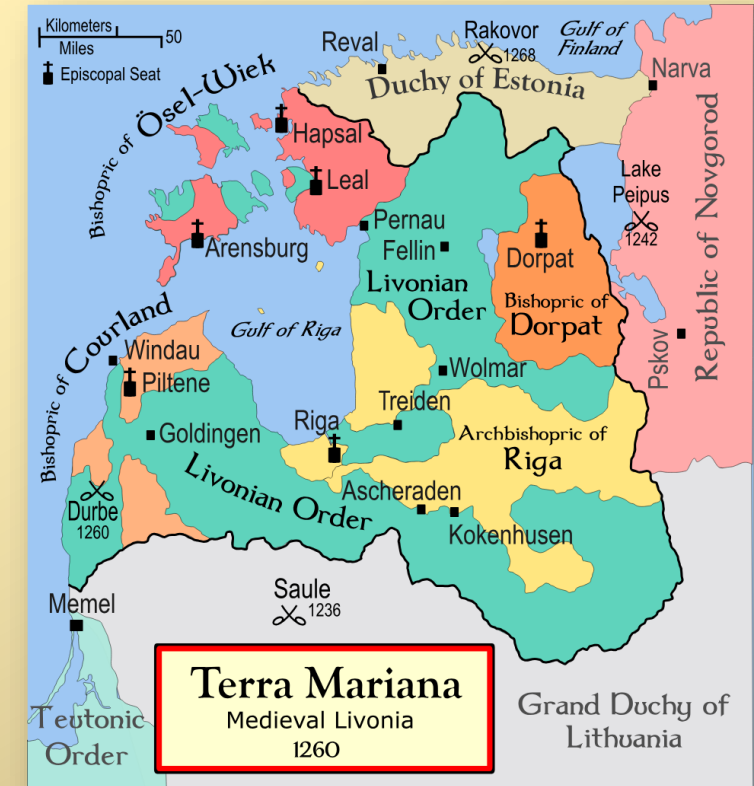 Kilometers
Miles
50
Episcopal Seat
Reval
Rakovor
1268
Gulf of
Finland
Narva
Duchy of Estonia
Bishopric of Ösel-Wiek
Hapsal
Leal
Arensburg
Pernau
Fellin
Livonian
Order
Dorpat
Bishopric of
Dorpat
Lake
Peipus
1242
Republic of Novgorod
Pskov
Bishopric of Courland
Windau
Piltene
Gulf of Riga
Goldingen
Wolmar
Treiden
Riga
Archbishopric of
Riga
Livonian Order
Ascheraden
Kokenhusen
Durbe
1260
Memel
Saule
1236
Teutonic
Order
Terra Mariana
Medieval Livonia
1260
Grand Duchy of
Lithuania